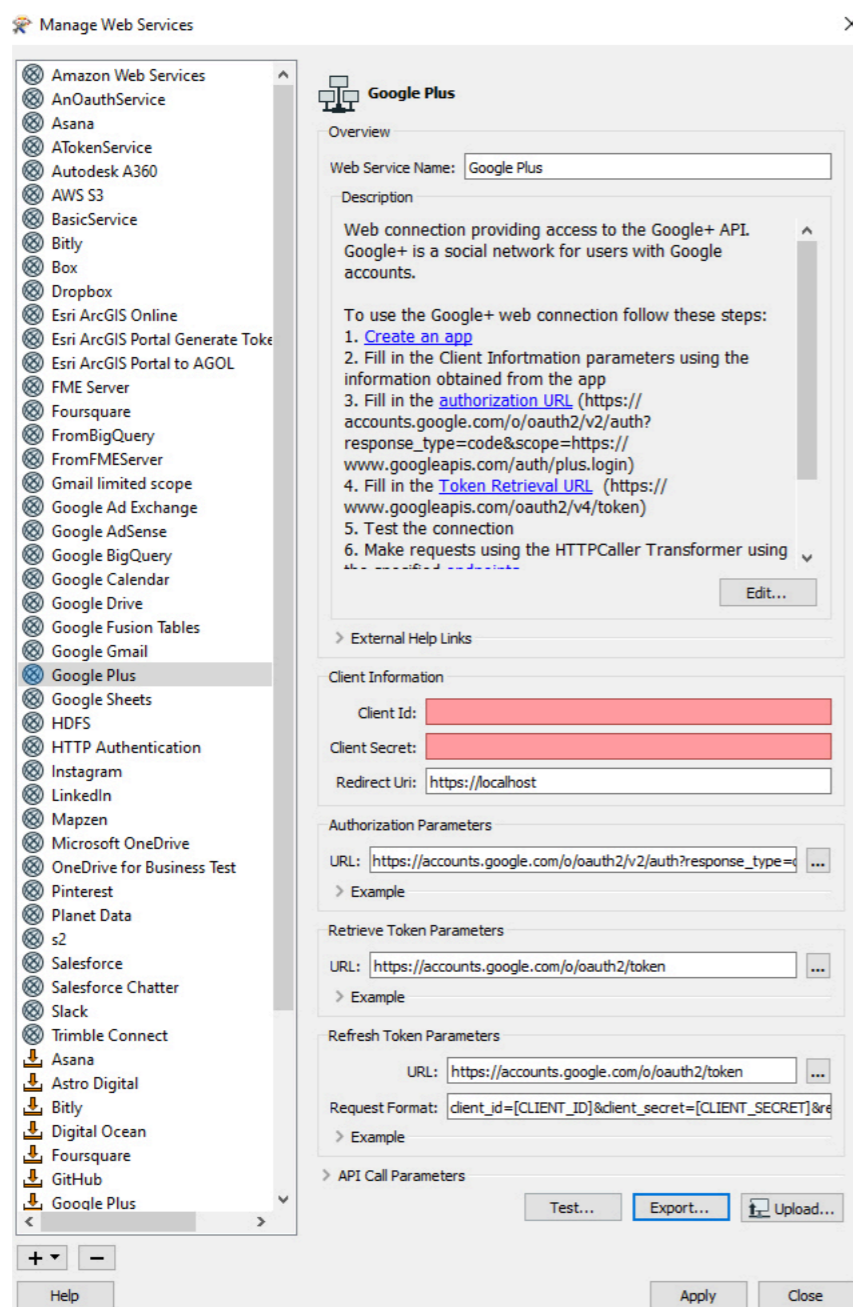 Manage Web Services
Amazon Web Services
AnOauthService
Asana
ATokenService
Autodesk A360
AWS S3
BasicService
Bitly
Box
Dropbox
Esri ArcGIS Online
Esri ArcGIS Portal Generate Toke
Esri ArcGIS Portal to AGOL
FME Server
Foursquare
FromBigQuery
FromFMEServer
Gmail limited scope
Google Ad Exchange
Google AdSense
Google BigQuery
Google Calendar
Google Drive
Google Fusion Tables
Google Gmail
Google Plus
Google Sheets
HDFS
HTTP Authentication
Instagram
LinkedIn
Mapzen
Microsoft OneDrive
OneDrive for Business Test
Pinterest
Planet Data
s2
Salesforce
Salesforce Chatter
Slack
Trimble Connect
Asana
Astro Digital
Bitly
Digital Ocean
Foursquare
GitHub
Google Plus
Help
Google Plus
Overview
Web Service Name: Google Plus
Description
Web connection providing access to the Google+ API.
Google+ is a social network for users with Google
accounts.
To use the Google+ web connection follow these steps:
1. Create an app
2. Fill in the Client Infortmation parameters using the
information obtained from the app
3. Fill in the authorization URL (https://
accounts.google.com/o/oauth2/v2/auth?
response_type=code&scope=https://
www.googleapis.com/auth/plus.login)
4. Fill in the Token Retrieval URL (https://
www.googleapis.com/oauth2/v4/token)
5. Test the connection
6. Make requests using the HTTPCaller Transformer using
the specified endpoints
Edit...
External Help Links
Client Information
Client Id:
Client Secret:
Redirect Uri: https://localhost
Authorization Parameters
URL: https://accounts.google.com/o/oauth2/v2/auth?response_type=c ...
Example
Retrieve Token Parameters
URL: https://accounts.google.com/o/oauth2/token ...
Example
Refresh Token Parameters
URL: https://accounts.google.com/o/oauth2/token ...
Request Format: client_id=[CLIENT_ID]&client_secret=[CLIENT_SECRET]&re
Example
API Call Parameters
Test... Export... Upload...
Apply Close